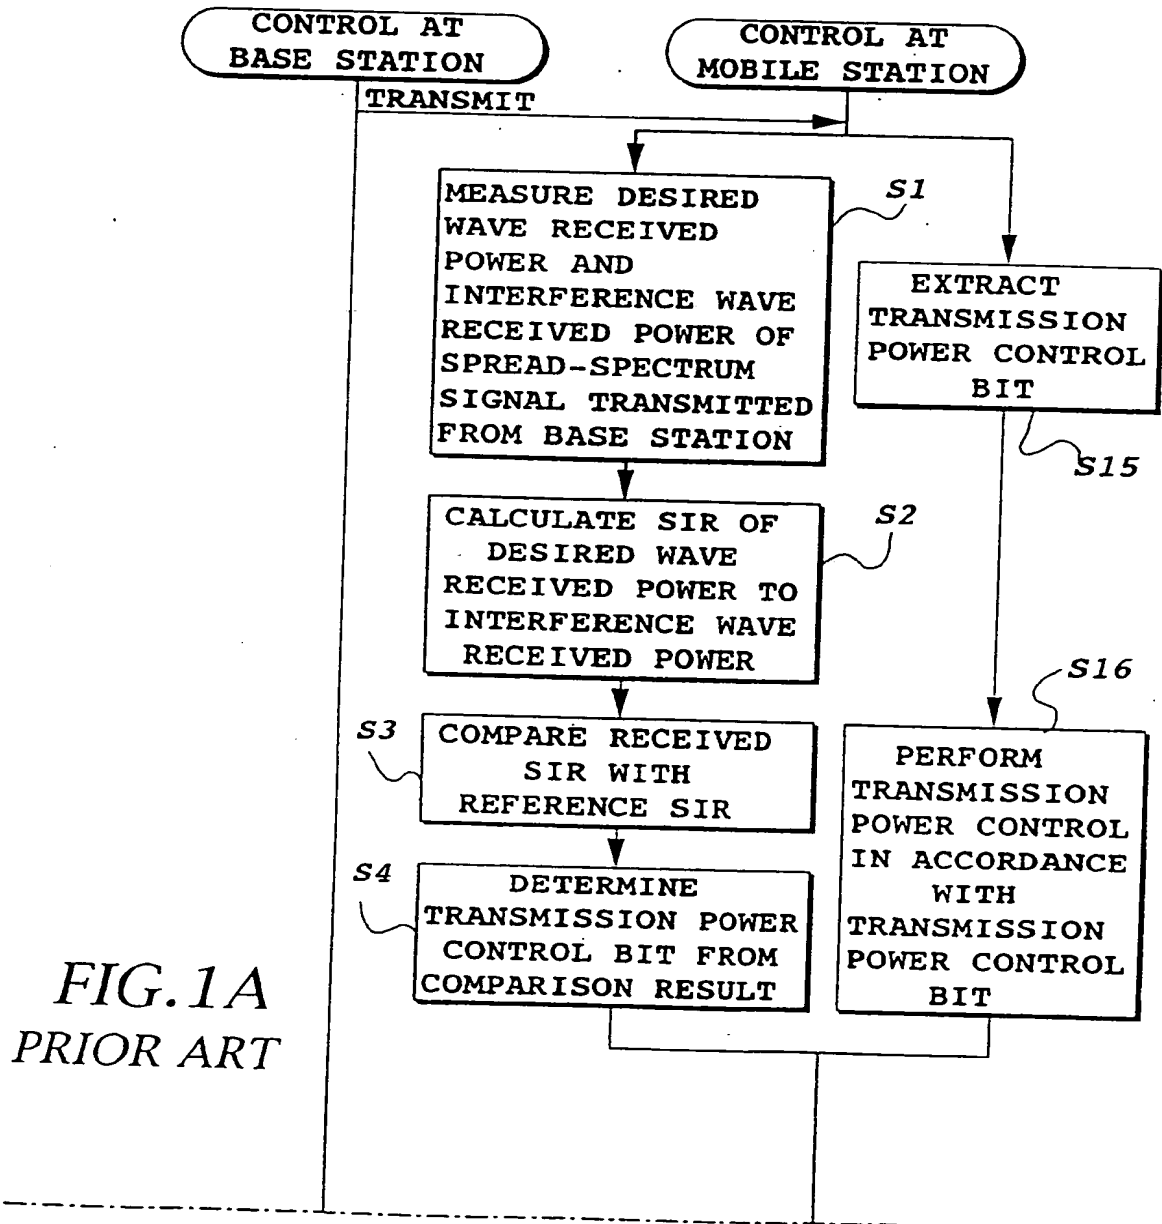 CONTROL AT
BASE STATION
CONTROL AT
MOBILE STATION
TRANSMIT
MEASURE DESIRED
WAVE RECEIVED
POWER AND
INTERFERENCE WAVE
RECEIVED POWER OF
SPREAD-SPECTRUM
SIGNAL TRANSMITTED
FROM BASE STATION
S1
EXTRACT
TRANSMISSION
POWER CONTROL
BIT
S15
CALCULATE SIR OF
DESIRED WAVE
RECEIVED POWER TO
INTERFERENCE WAVE
RECEIVED POWER
S2
S3
COMPARE RECEIVED
SIR WITH
REFERENCE SIR
S16
PERFORM
TRANSMISSION
POWER CONTROL
IN ACCORDANCE
WITH
TRANSMISSION
POWER CONTROL
BIT
S4
DETERMINE
TRANSMISSION POWER
CONTROL BIT FROM
COMPARISON RESULT
FIG.1A
PRIOR ART